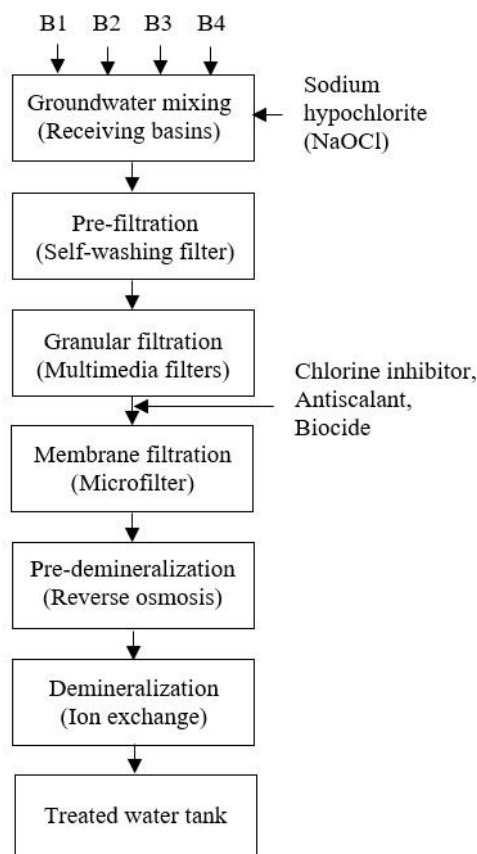 B1 B2 B3 B4
Groundwater mixing
(Receiving basins)
Sodium
hypochlorite
(NaOCl)
Pre-filtration
(Self-washing filter)
Granular filtration
(Multimedia filters)
Chlorine inhibitor,
Antiscalant,
Biocide
Membrane filtration
(Microfilter)
Pre-demineralization
(Reverse osmosis)
Demineralization
(Ion exchange)
Treated water tank